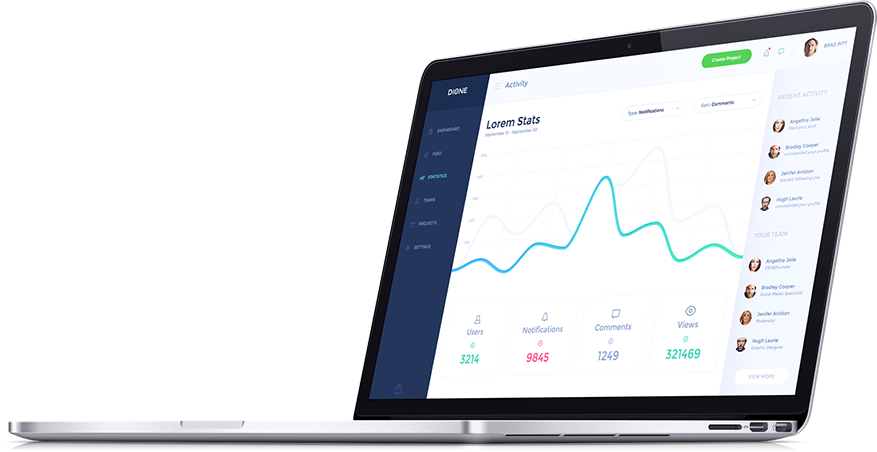 DIONE
Activity
Create Project
BRAD PITT
DASHBOARD
FEED
STATISTICS
TEAMS
PROJECTS
SETTINGS
Lorem Stats
September 15 - September 30
Type: Notifications
Sort: Comments
Users
3214
Notifications
9845
Comments
1249
Views
321469
RECENT ACTIVITY
Angelina Jolie
liked your post
Bradley Cooper
commented your profile
Jenifer Aniston
started following you
Hugh Laurie
commented your profile
YOUR TEAM
Angelina Jolie
CEO&Founder
Bradley Cooper
Social Media Specialist
Jenifer Aniston
Moderator
Hugh Laurie
Graphic Designer
VIEW MORE